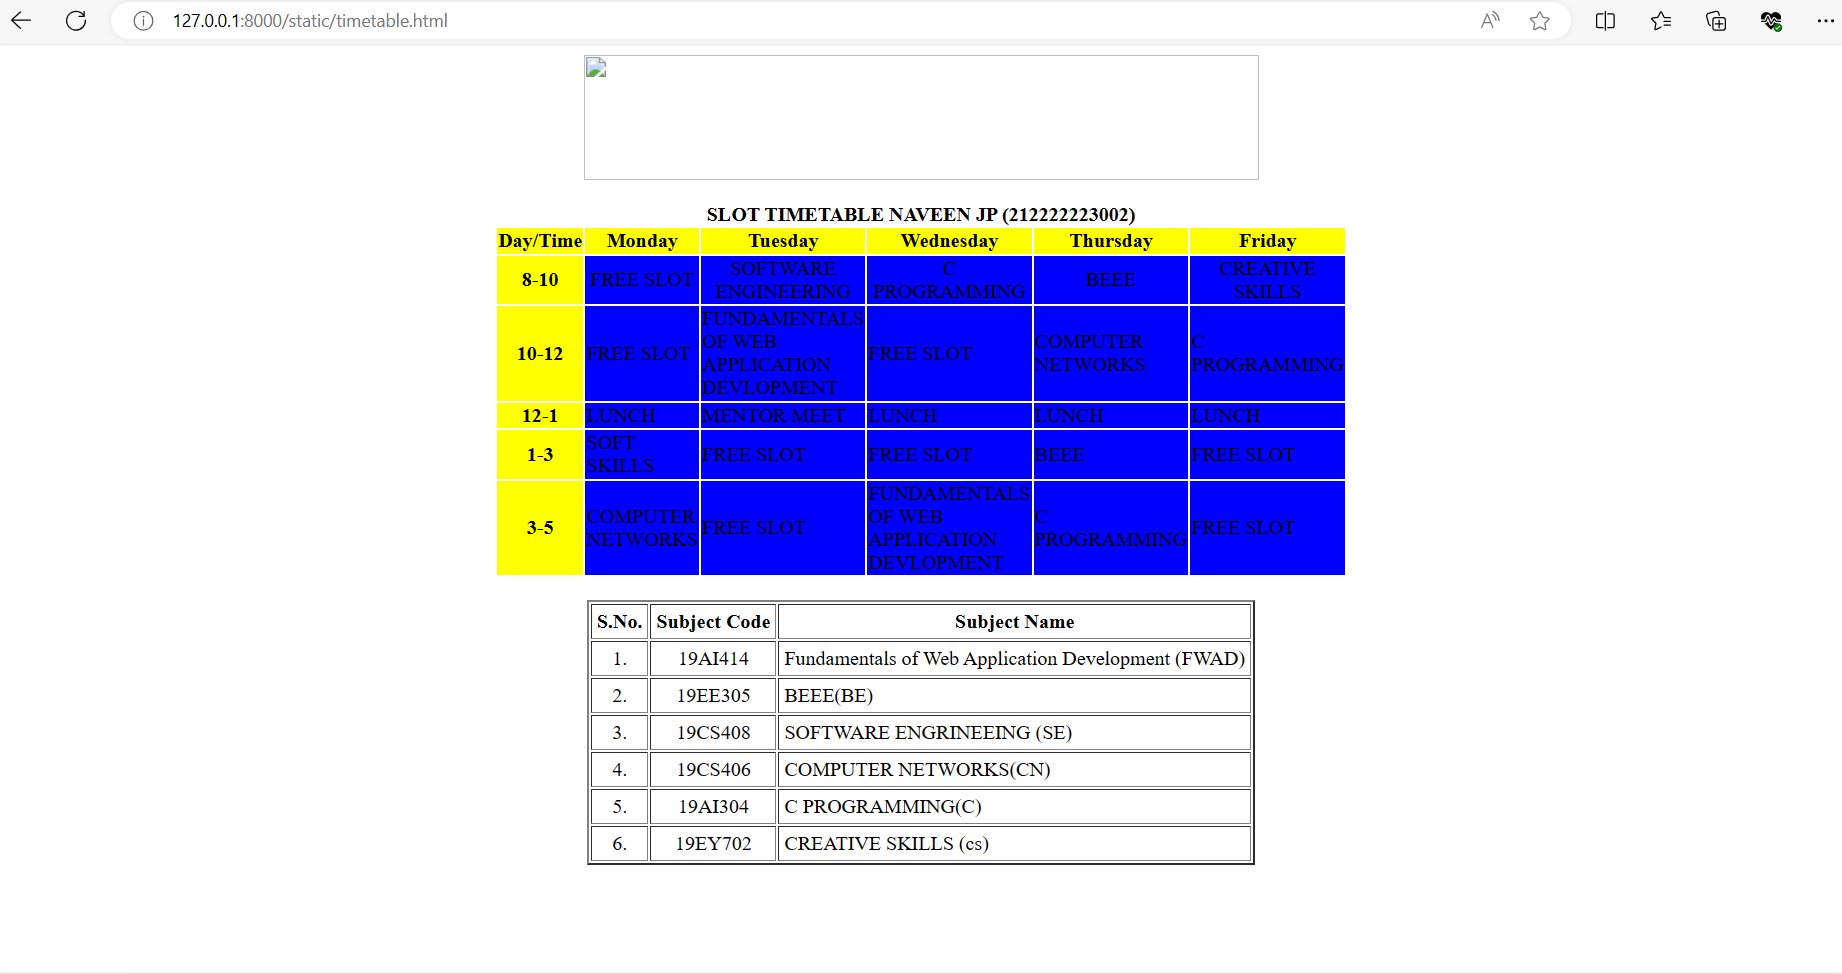 127.0.0.1:8000/static/timetable.html
SLOT TIMETABLE NAVEEN JP (212222223002)
Day/Time Monday Tuesday Wednesday Thursday Friday
8-10 FREE SLOT SOFTWARE ENGINEERING C PROGRAMMING BEEE CREATIVE SKILLS
10-12 FREE SLOT FUNDAMENTALS OF WEB APPLICATION DEVLOPMENT FREE SLOT COMPUTER NETWORKS C PROGRAMMING
12-1 LUNCH MENTOR MEET LUNCH LUNCH LUNCH
1-3 SOFT SKILLS FREE SLOT FREE SLOT BEEE FREE SLOT
3-5 COMPUTER NETWORKS FREE SLOT FUNDAMENTALS OF WEB APPLICATION DEVLOPMENT C PROGRAMMING FREE SLOT
S.No. Subject Code Subject Name
1. 19AI414 Fundamentals of Web Application Development (FWAD)
2. 19EE305 BEEE(BE)
3. 19CS408 SOFTWARE ENGRINEEING (SE)
4. 19CS406 COMPUTER NETWORKS(CN)
5. 19AI304 C PROGRAMMING(C)
6. 19EY702 CREATIVE SKILLS (cs)